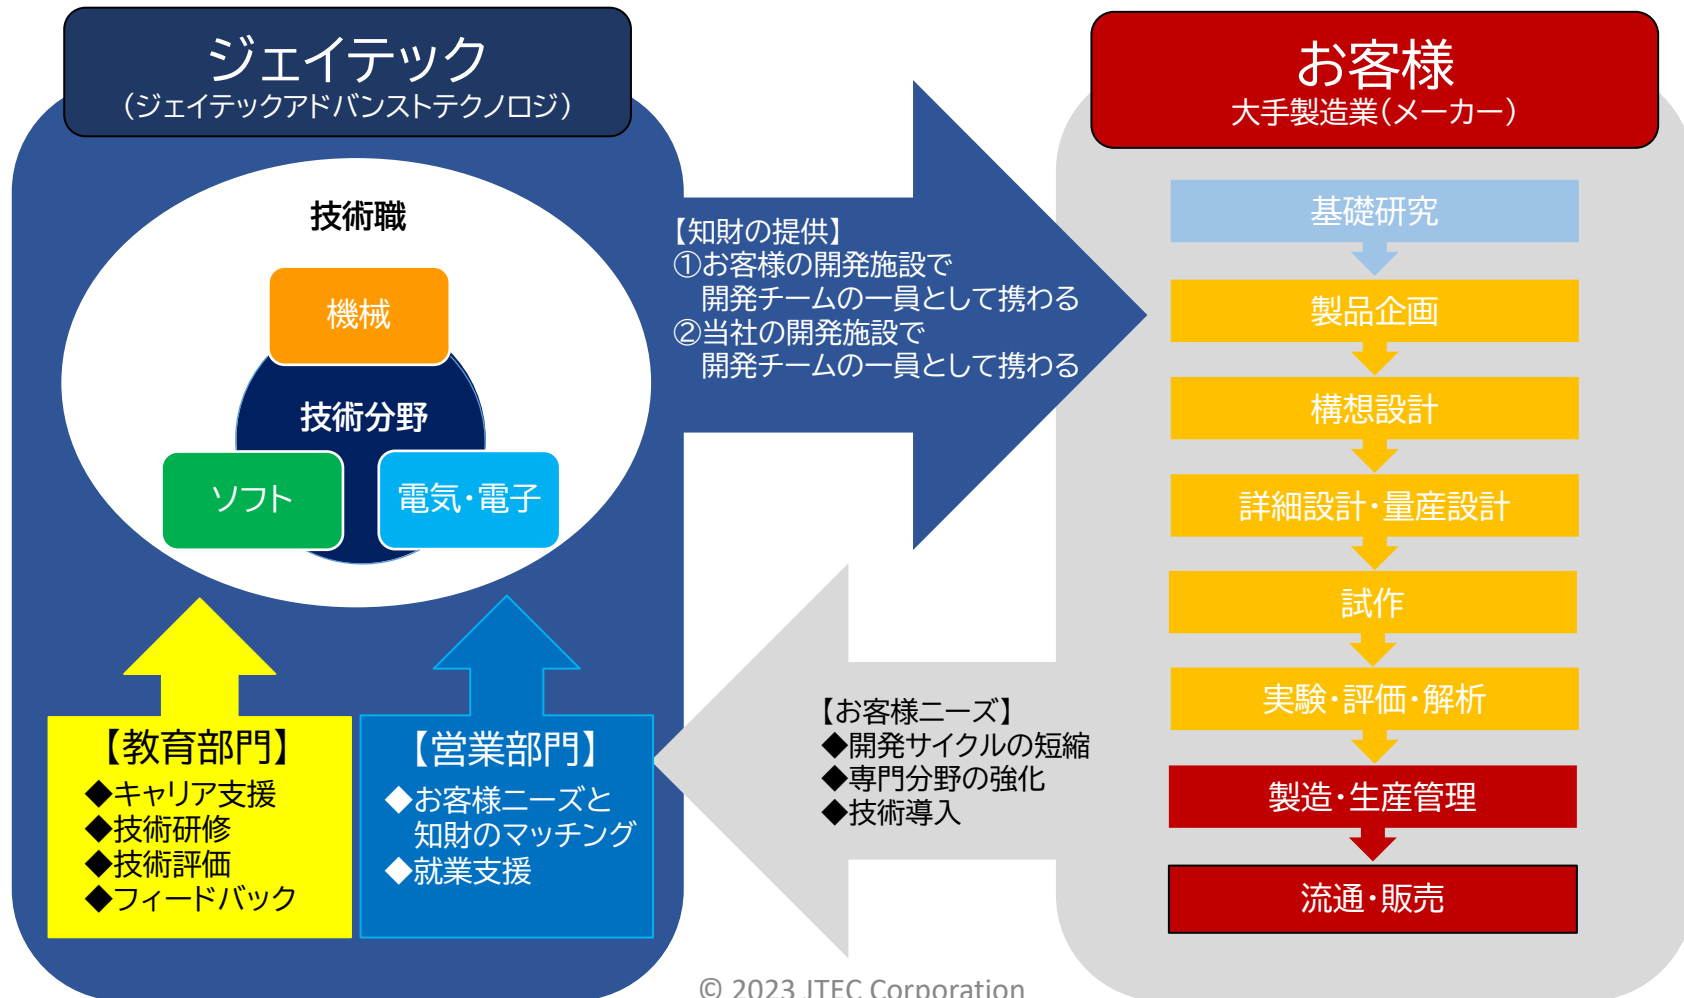 ジェイテック
（ジェイテックアドバンストテクノロジ）
技術職
機械
技術分野
ソフト
電気・電子
【教育部門】
◆キャリア支援
◆技術研修
◆技術評価
◆フィードバック
【営業部門】
◆お客様ニーズと
知財のマッチング
◆就業支援
【知財の提供】
①お客様の開発施設で
開発チームの一員として携わる
②当社の開発施設で
開発チームの一員として携わる
【お客様ニーズ】
◆開発サイクルの短縮
◆専門分野の強化
◆技術導入
お客様
大手製造業（メーカー）
基礎研究
製品企画
構想設計
詳細設計・量産設計
試作
実験・評価・解析
製造・生産管理
流通・販売
© 2023 JTEC Corporation